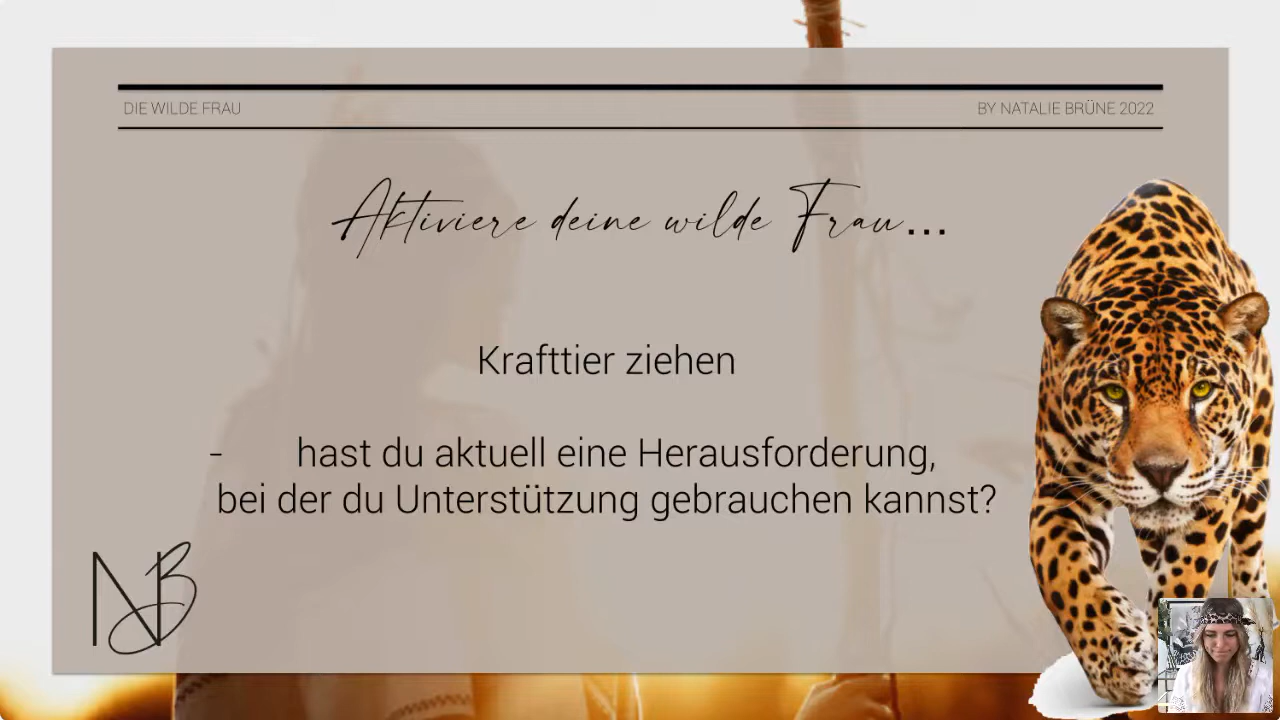 DIE WILDE FRAU
BY NATALIE BRÜNE 2022
Aktiviere deine wilde Frau...
Krafttier ziehen
- hast du aktuell eine Herausforderung,
bei der du Unterstützung gebrauchen kannst?
NB